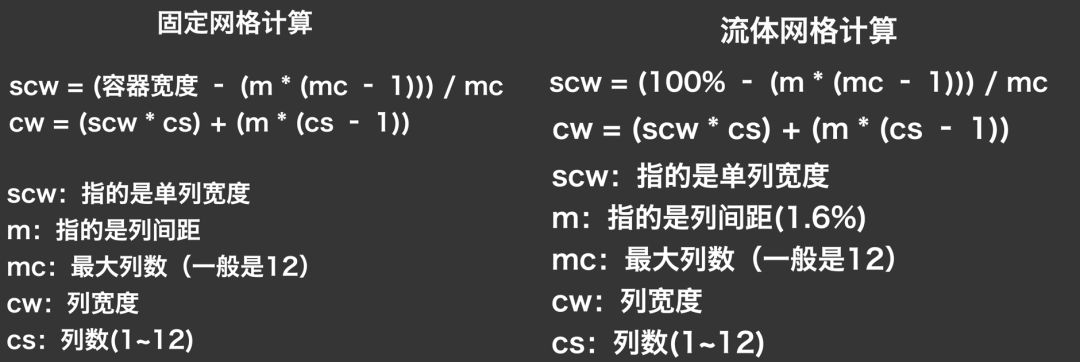 固定网格计算
scw = (容器宽度 - (m * (mc - 1))) / mc
cw = (scw * cs) + (m * (cs - 1))
scw：指的是单列宽度
m：指的是列间距
mc：最大列数（一般是12）
cw：列宽度
cs：列数(1~12)
流体网格计算
scw = (100% - (m * (mc - 1))) / mc
cw = (scw * cs) + (m * (cs - 1))
scw：指的是单列宽度
m：指的是列间距(1.6%)
mc：最大列数（一般是12）
cw：列宽度
cs：列数(1~12)